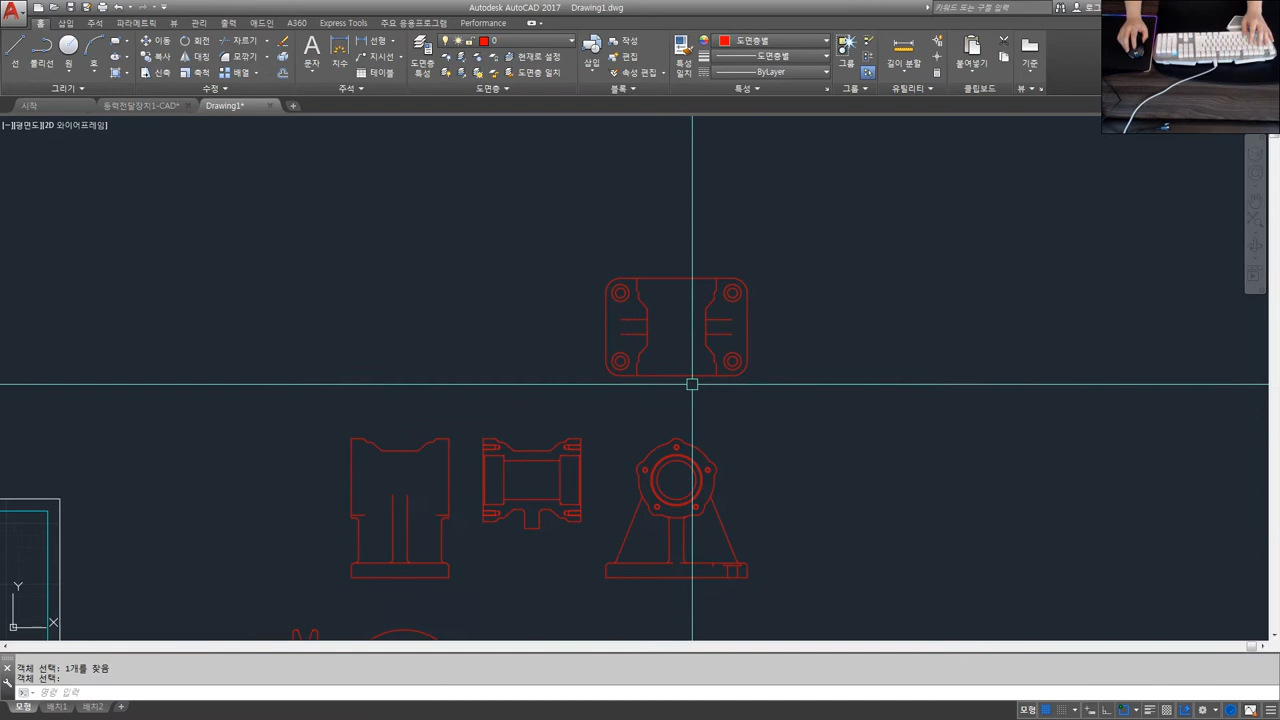 Autodesk AutoCAD 2017 Drawing1.dwg
키워드 또는 구절 입력
로그
홈 삽입 주석 파라메트릭 뷰 관리 출력 애드인 A360 Express Tools 주요 응용프로그램 Performance
선 폴리선 원 호
이동 회전 자르기
복사 대칭
신축 축척 배열
문자 치수
선형
지시선
테이블
도면층 특성
0
현재 설정
도면층 일치
삽입
작성
편집
속성 편집
특성 일치
도면층별
도면층별
ByLayer
그룹
길이 분할
붙여넣기
기준
그리기 수정 주석 도면층 블록 특성 그룹 유틸리티 클립보드 뷰
시작 동력전달장치1-CAD* Drawing1*
[−][평면도][2D 와이어프레임]
Y
X
객체 선택: 1개를 찾음
객체 선택:
명령 입력
모형 배치1 배치2
모형